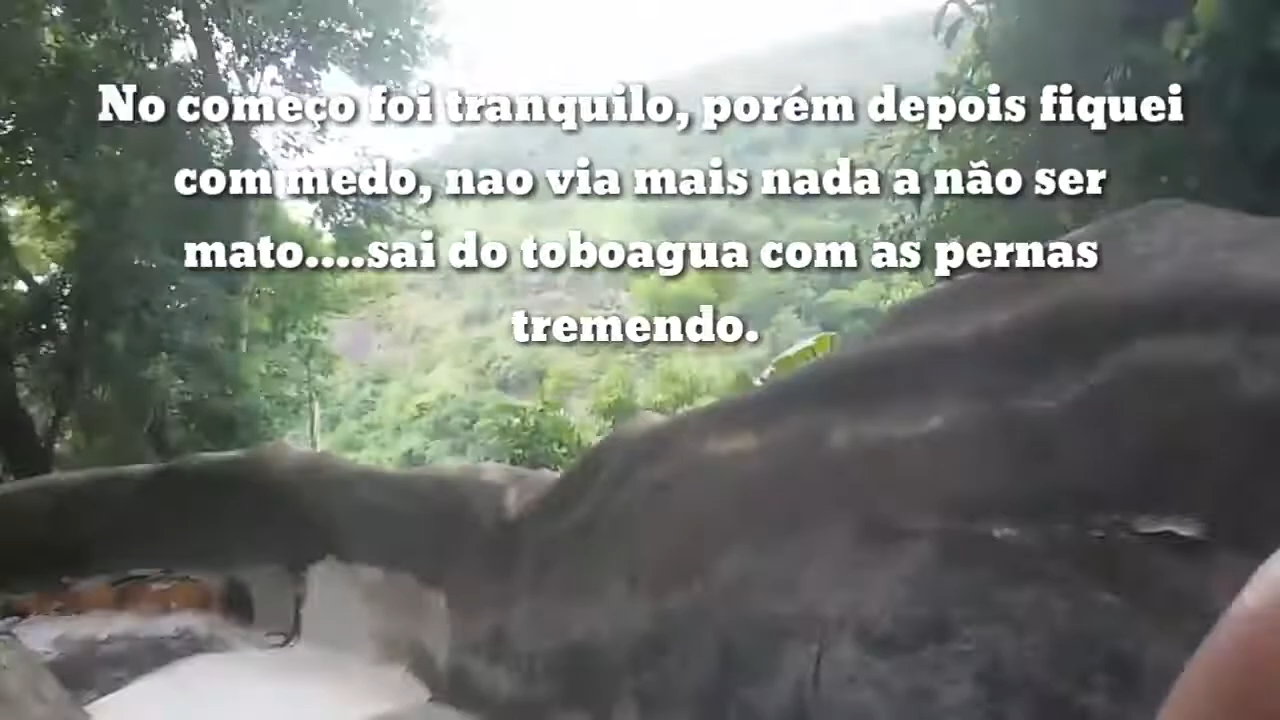 No começo foi tranquilo, porém depois fiquei
com medo, nao via mais nada a não ser
mato....sai do toboagua com as pernas
tremendo.